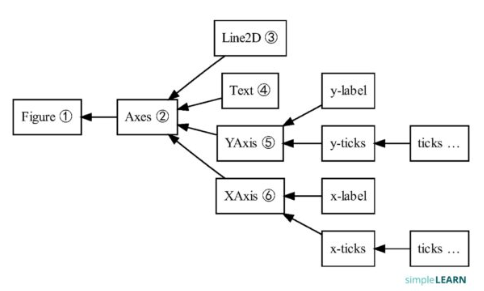 Line2D ③
Text ④
y-label
Figure ①
Axes ②
YAxis ⑤
y-ticks
ticks ...
XAxis ⑥
x-label
x-ticks
ticks ...
simpleLEARN